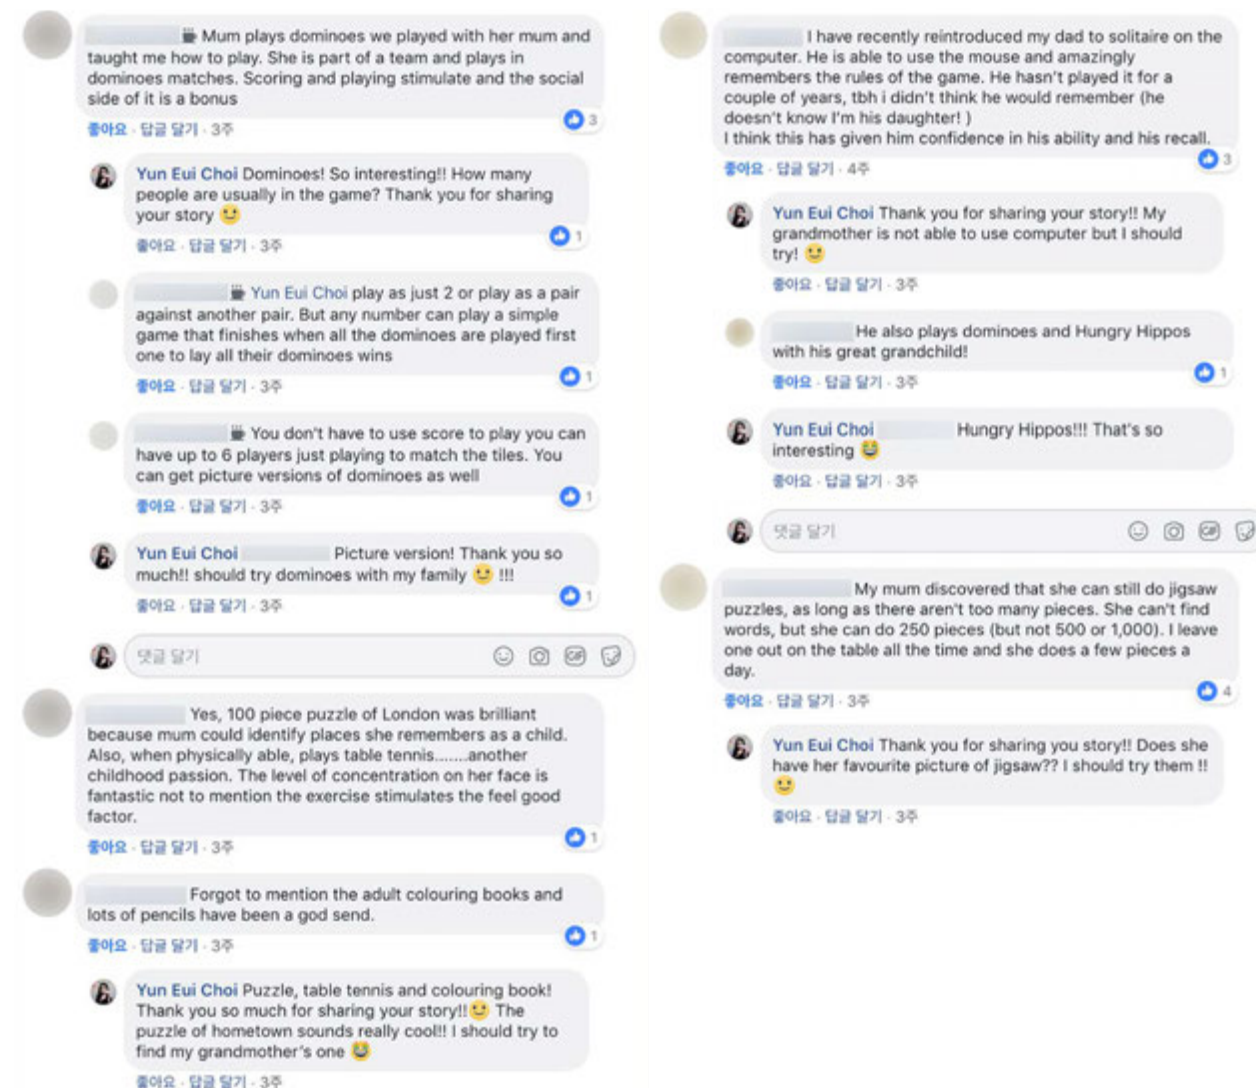 Mum plays dominoes we played with her mum and
taught me how to play. She is part of a team and plays in
dominoes matches. Scoring and playing stimulate and the social
side of it is a bonus
3
좋아요 · 답글 달기 · 3주
Yun Eui Choi Dominoes! So interesting!! How many
people are usually in the game? Thank you for sharing
your story
1
좋아요 · 답글 달기 · 3주
Yun Eui Choi play as just 2 or play as a pair
against another pair. But any number can play a simple
game that finishes when all the dominoes are played first
one to lay all their dominoes wins
1
좋아요 · 답글 달기 · 3주
You don't have to use score to play you can
have up to 6 players just playing to match the tiles. You
can get picture versions of dominoes as well
1
좋아요 · 답글 달기 · 3주
Yun Eui Choi Picture version! Thank you so
much!! should try dominoes with my family 🙂 !!!
1
좋아요 · 답글 달기 · 3주
댓글 달기
GIF
Yes, 100 piece puzzle of London was brilliant
because mum could identify places she remembers as a child.
Also, when physically able, plays table tennis.......another
childhood passion. The level of concentration on her face is
fantastic not to mention the exercise stimulates the feel good
factor.
1
좋아요 · 답글 달기 · 3주
Forgot to mention the adult colouring books and
lots of pencils have been a god send.
1
좋아요 · 답글 달기 · 3주
Yun Eui Choi Puzzle, table tennis and colouring book!
Thank you so much for sharing your story!!🙂 The
puzzle of hometown sounds really cool!! I should try to
find my grandmother's one
좋아요 · 답글 달기 · 3주
I have recently reintroduced my dad to solitaire on the
computer. He is able to use the mouse and amazingly
remembers the rules of the game. He hasn't played it for a
couple of years, tbh i didn't think he would remember (he
doesn't know I'm his daughter! )
I think this has given him confidence in his ability and his recall.
3
좋아요 · 답글 달기 · 4주
Yun Eui Choi Thank you for sharing your story!! My
grandmother is not able to use computer but I should
try! 🙂
좋아요 · 답글 달기 · 3주
He also plays dominoes and Hungry Hippos
with his great grandchild!
1
좋아요 · 답글 달기 · 3주
Yun Eui Choi Hungry Hippos!!! That's so
interesting
좋아요 · 답글 달기 · 3주
댓글 달기
GIF
My mum discovered that she can still do jigsaw
puzzles, as long as there aren't too many pieces. She can't find
words, but she can do 250 pieces (but not 500 or 1,000). I leave
one out on the table all the time and she does a few pieces a
day.
4
좋아요 · 답글 달기 · 3주
Yun Eui Choi Thank you for sharing you story!! Does she
have her favourite picture of jigsaw?? I should try them !!
좋아요 · 답글 달기 · 3주